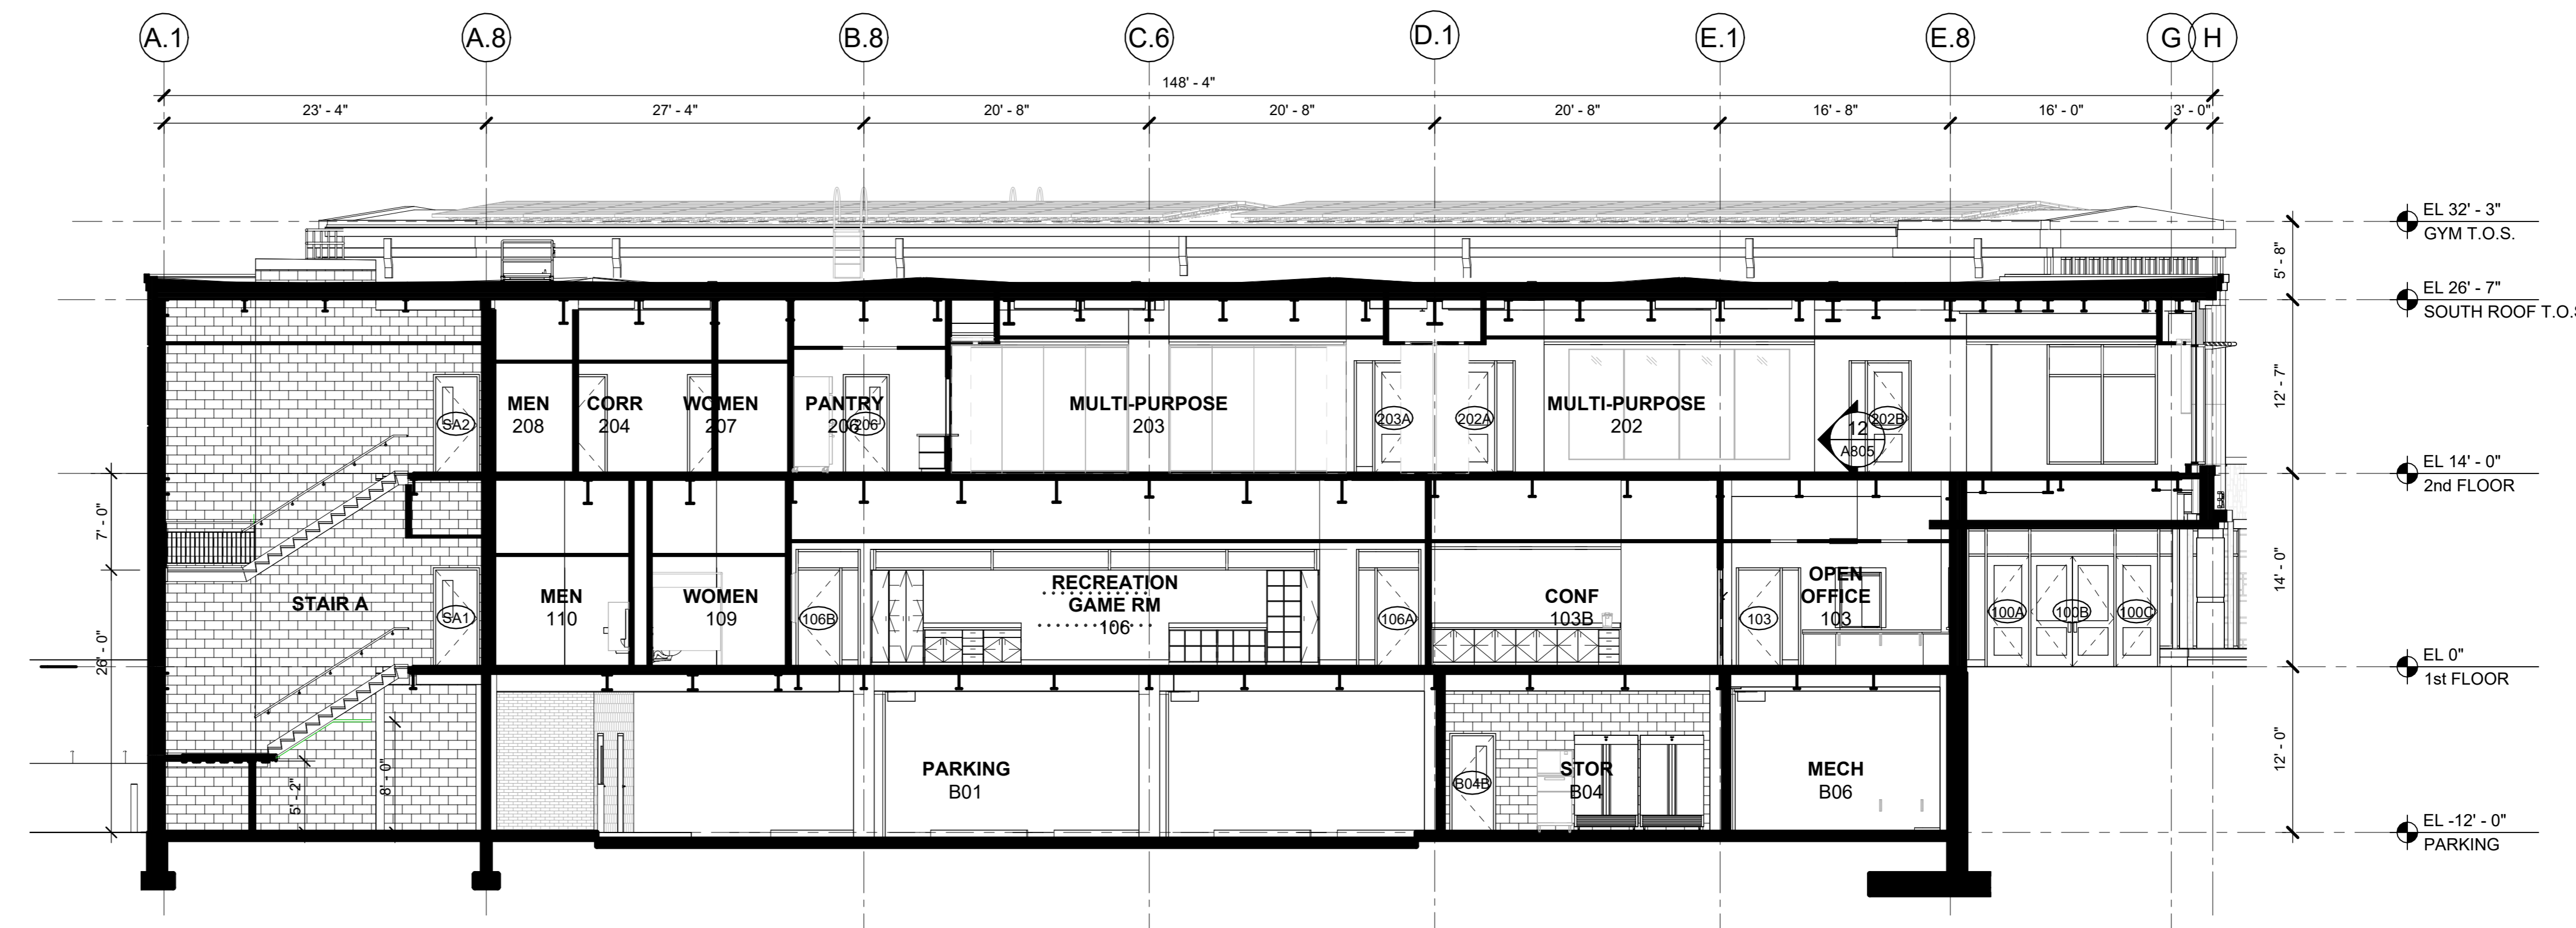 A.1 A.8 B.8 C.6 D.1 E.1 E.8 G H
148' - 4"
23' - 4" 27' - 4" 20' - 8" 20' - 8" 20' - 8" 16' - 8" 16' - 0" 3' - 0"
EL 32' - 3"
GYM T.O.S.
5' - 8"
EL 26' - 7"
SOUTH ROOF T.O.S
12' - 7"
MEN CORR WOMEN PANTRY MULTI-PURPOSE MULTI-PURPOSE
208 204 207 206 203 202
SA2 206 203A 202A 202B
12
A805
EL 14' - 0"
2nd FLOOR
7' - 0"
14' - 0"
STAIR A
SA1
MEN
110
WOMEN
109
106B
RECREATION
GAME RM
106
106A
CONF
103B
103
OPEN
OFFICE
103
100A 100B 100C
26' - 0"
EL 0"
1st FLOOR
12' - 0"
5' - 2"
8' - 0"
PARKING
B01
B04B
STOR
B04
MECH
B06
EL -12' - 0"
PARKING